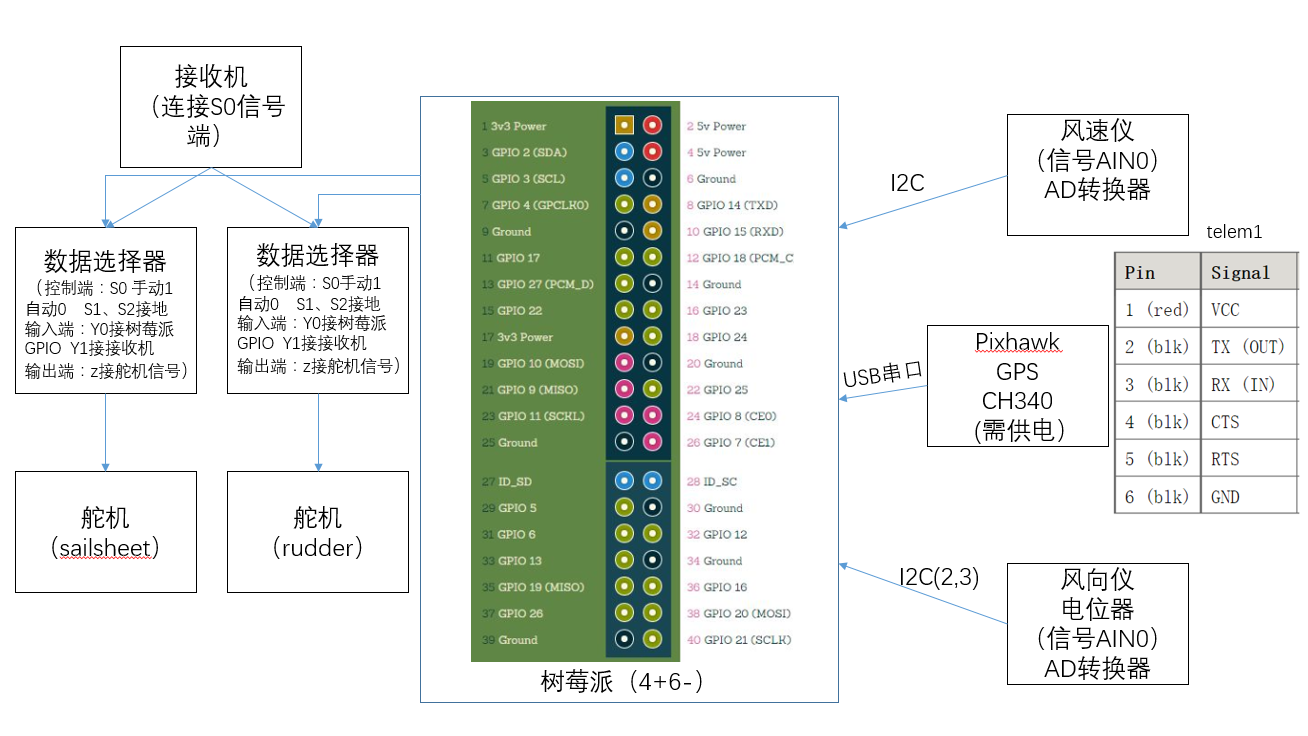 接收机
（连接S0信号
端）
数据选择器
（控制端：S0 手动1
自动0 S1、S2接地
输入端：Y0接树莓派
GPIO Y1接接收机
输出端：z接舵机信号）
数据选择器
（控制端：S0手动1
自动0 S1、S2接地
输入端：Y0接树莓派
GPIO Y1接接收机
输出端：z接舵机信号）
舵机
（sailsheet）
舵机
（rudder）
1 3v3 Power 2 5v Power
3 GPIO 2 (SDA) 4 5v Power
5 GPIO 3 (SCL) 6 Ground
7 GPIO 4 (GPCLK0) 8 GPIO 14 (TXD)
9 Ground 10 GPIO 15 (RXD)
11 GPIO 17 12 GPIO 18 (PCM_C
13 GPIO 27 (PCM_D) 14 Ground
15 GPIO 22 16 GPIO 23
17 3v3 Power 18 GPIO 24
19 GPIO 10 (MOSI) 20 Ground
21 GPIO 9 (MISO) 22 GPIO 25
23 GPIO 11 (SCKL) 24 GPIO 8 (CE0)
25 Ground 26 GPIO 7 (CE1)
27 ID_SD 28 ID_SC
29 GPIO 5 30 Ground
31 GPIO 6 32 GPIO 12
33 GPIO 13 34 Ground
35 GPIO 19 (MISO) 36 GPIO 16
37 GPIO 26 38 GPIO 20 (MOSI)
39 Ground 40 GPIO 21 (SCLK)
树莓派（4+6-）
I2C
风速仪
（信号AIN0）
AD转换器
USB串口
Pixhawk
GPS
CH340
(需供电）
telem1
Pin Signal
1 (red) VCC
2 (blk) TX (OUT)
3 (blk) RX (IN)
4 (blk) CTS
5 (blk) RTS
6 (blk) GND
I2C(2,3)
风向仪
电位器
（信号AIN0）
AD转换器